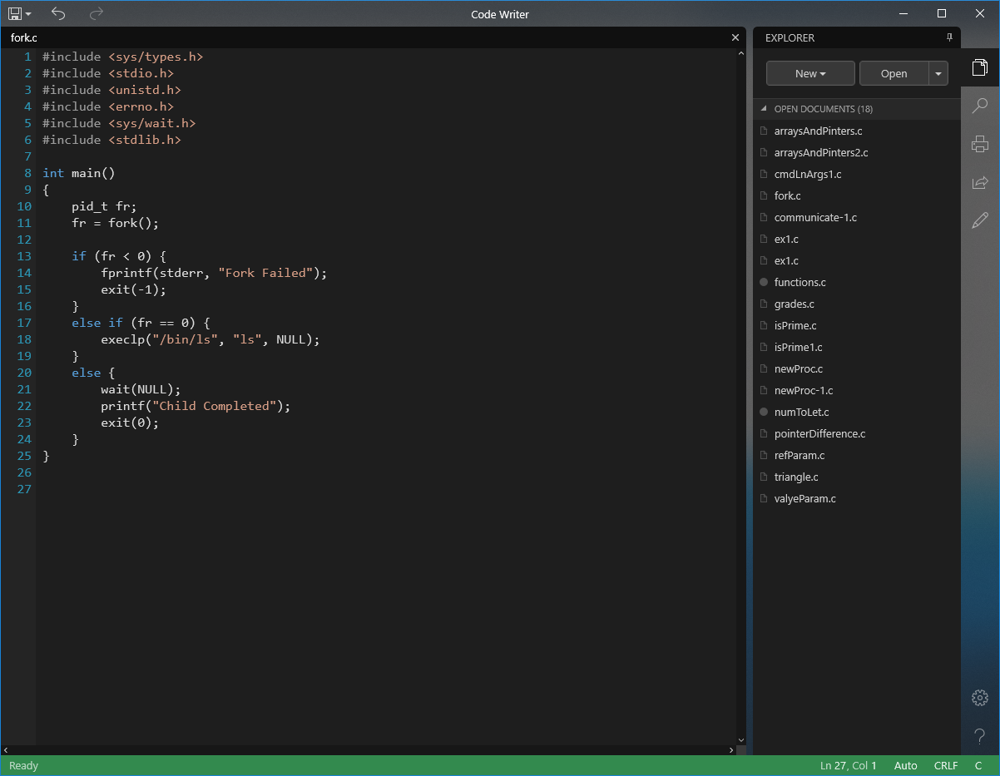 Code Writer
fork.c
1 #include <sys/types.h>
2 #include <stdio.h>
3 #include <unistd.h>
4 #include <errno.h>
5 #include <sys/wait.h>
6 #include <stdlib.h>
7
8 int main()
9 {
10     pid_t fr;
11     fr = fork();
12
13     if (fr < 0) {
14         fprintf(stderr, "Fork Failed");
15         exit(-1);
16     }
17     else if (fr == 0) {
18         execlp("/bin/ls", "ls", NULL);
19     }
20     else {
21         wait(NULL);
22         printf("Child Completed");
23         exit(0);
24     }
25 }
26
27
EXPLORER
New
Open
OPEN DOCUMENTS (18)
arraysAndPinters.c
arraysAndPinters2.c
cmdLnArgs1.c
fork.c
communicate-1.c
ex1.c
ex1.c
functions.c
grades.c
isPrime.c
isPrime1.c
newProc.c
newProc-1.c
numToLet.c
pointerDifference.c
refParam.c
triangle.c
valyeParam.c
Ready
Ln 27, Col 1 Auto CRLF C